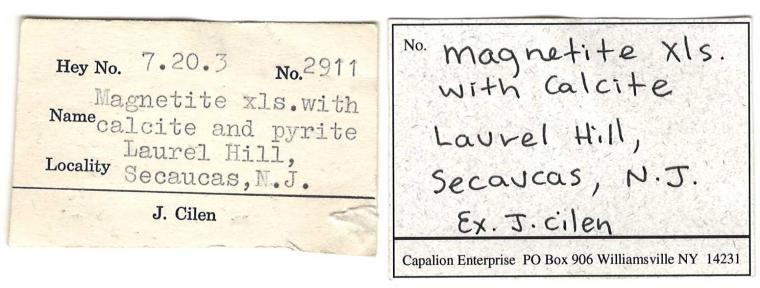 Hey No. 7.20.3 No. 2911
Name Magnetite xls.with
calcite and pyrite
Locality Laurel Hill,
Secaucas,N.J.
J. Cilen
No. Magnetite xls.
with Calcite
Laurel Hill,
Secaucas, N.J.
Ex. J. Cilen
Capalion Enterprise PO Box 906 Williamsville NY 14231